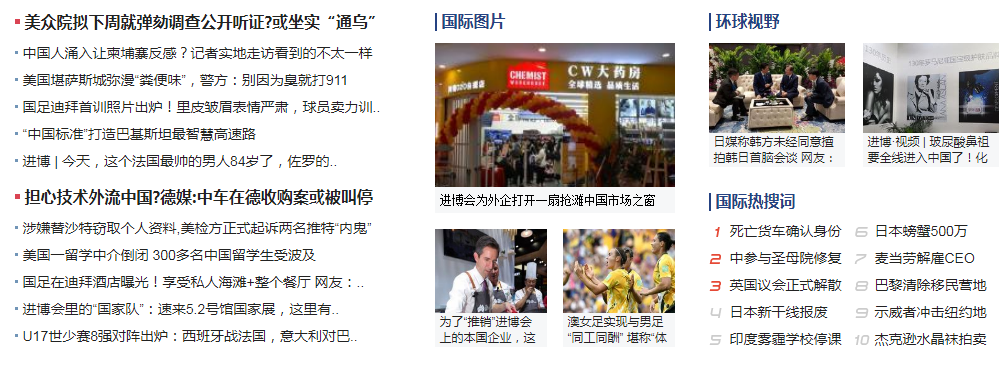 美众院拟下周就弹劾调查公开听证?或坐实“通乌”
中国人涌入让柬埔寨反感？记者实地走访看到的不太一样
美国堪萨斯城弥漫“粪便味”，警方：别因为臭就打911
国足迪拜首训照片出炉！里皮皱眉表情严肃，球员卖力训..
“中国标准”打造巴基斯坦最智慧高速路
进博 | 今天，这个法国最帅的男人84岁了，佐罗的..
担心技术外流中国?德媒:中车在德收购案或被叫停
涉嫌替沙特窃取个人资料,美检方正式起诉两名推特“内鬼”
美国一留学中介倒闭 300多名中国留学生受波及
国足在迪拜酒店曝光！享受私人海滩+整个餐厅 网友：..
进博会里的“国家队”：速来5.2号馆国家展，这里有..
U17世少赛8强对阵出炉：西班牙战法国，意大利对巴..
国际图片
CHEMIST
WAREHOUSE
CW大药房
全球精选 品质生活
进博会为外企打开一扇抢滩中国市场之窗
为了“推销”进博会
上的本国企业，这
澳女足实现与男足
“同工同酬” 堪称“体
环球视野
日媒称韩方未经同意擅
拍韩日首脑会谈 网友：
进博·视频 | 玻尿酸鼻祖
要全线进入中国了！化
国际热搜词
1 死亡货车确认身份
2 中参与圣母院修复
3 英国议会正式解散
4 日本新干线报废
5 印度雾霾学校停课
6 日本螃蟹500万
7 麦当劳解雇CEO
8 巴黎清除移民营地
9 示威者冲击纽约地
10 杰克逊水晶袜拍卖